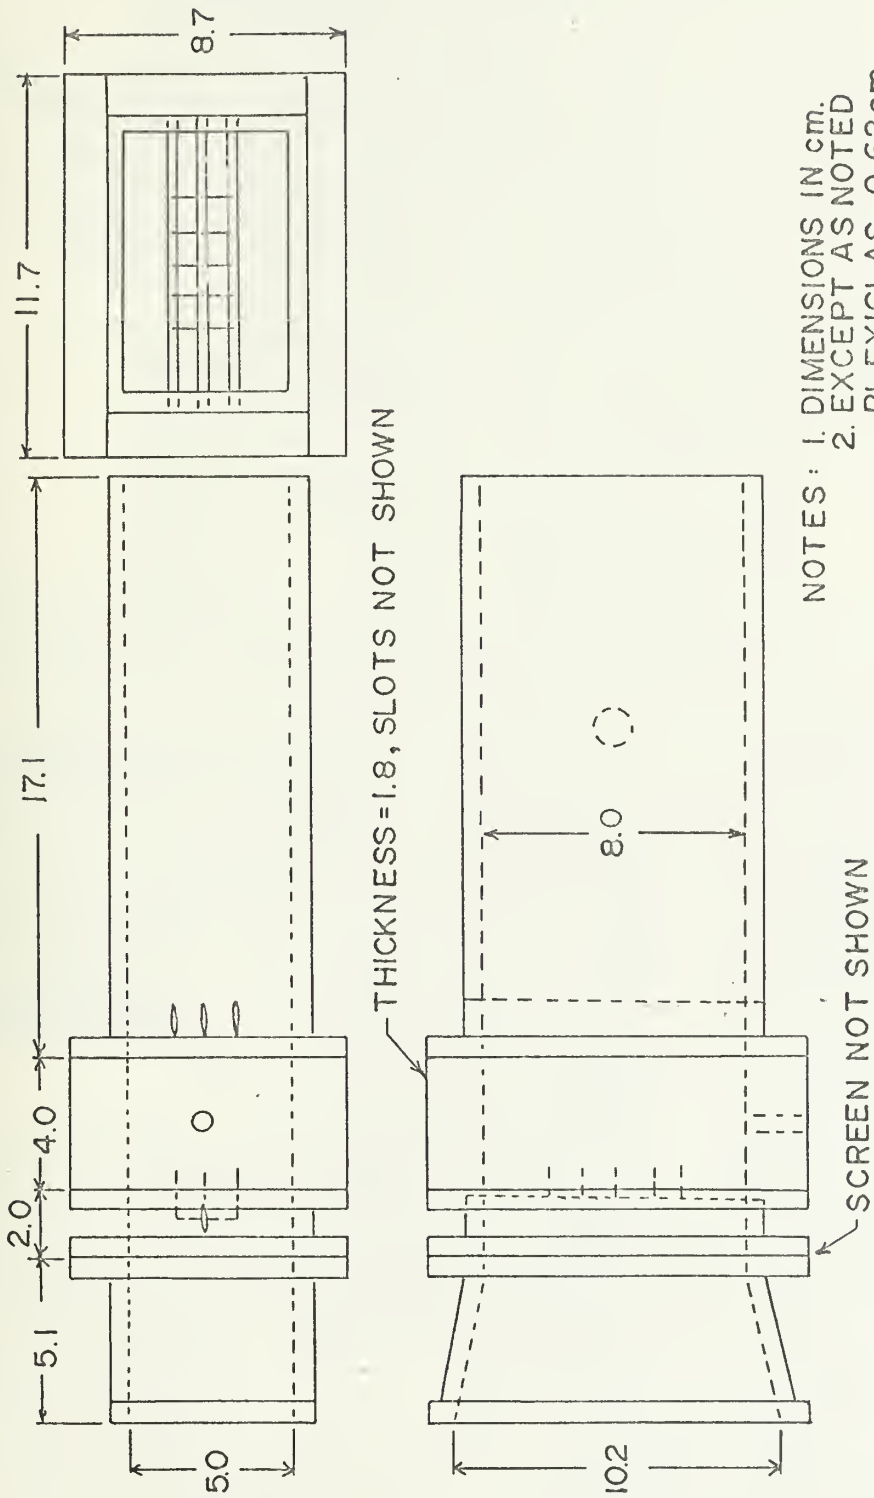 11.7
8.7
17.1
4.0
2.0
5.1
5.0
THICKNESS=1.8, SLOTS NOT SHOWN
8.0
10.2
SCREEN NOT SHOWN
NOTES: 1. DIMENSIONS IN cm.
2. EXCEPT AS NOTED